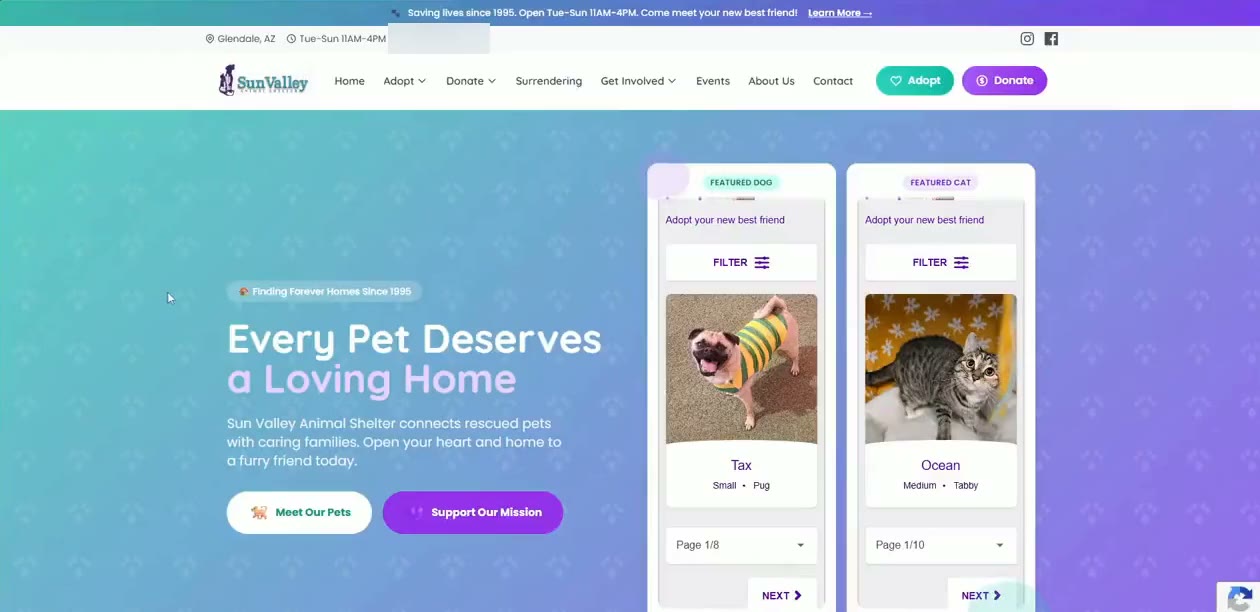 Saving lives since 1995. Open Tue-Sun 11AM-4PM. Come meet your new best friend! Learn More →
Glendale, AZ Tue-Sun 11AM-4PM
SunValley
Home Adopt Donate Surrendering Get Involved Events About Us Contact Adopt Donate
Finding Forever Homes Since 1995
Every Pet Deserves
a Loving Home
Sun Valley Animal Shelter connects rescued pets
with caring families. Open your heart and home to
a furry friend today.
Meet Our Pets Support Our Mission
FEATURED DOG
Adopt your new best friend
FILTER
Tax
Small • Pug
Page 1/8
NEXT
FEATURED CAT
Adopt your new best friend
FILTER
Ocean
Medium • Tabby
Page 1/10
NEXT